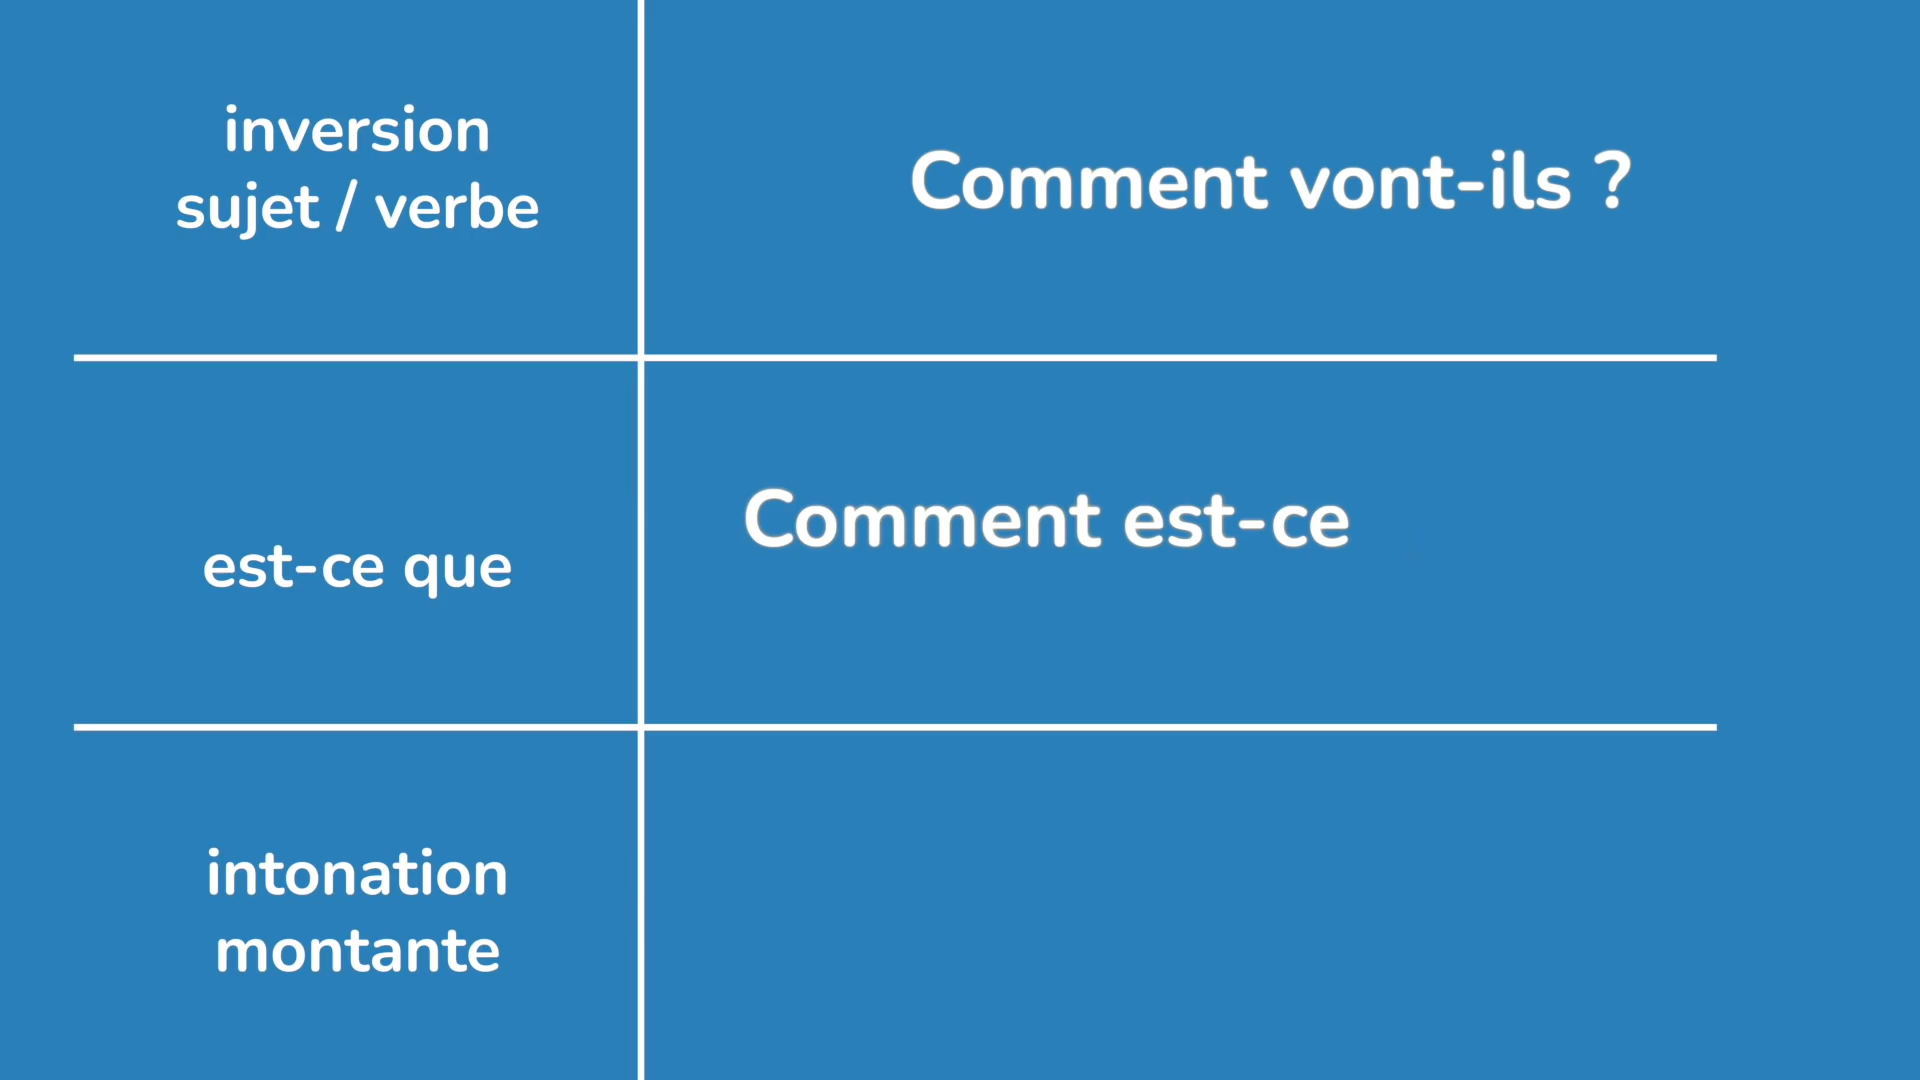 inversion
sujet / verbe
Comment vont-ils ?
est-ce que
Comment est-ce
intonation
montante